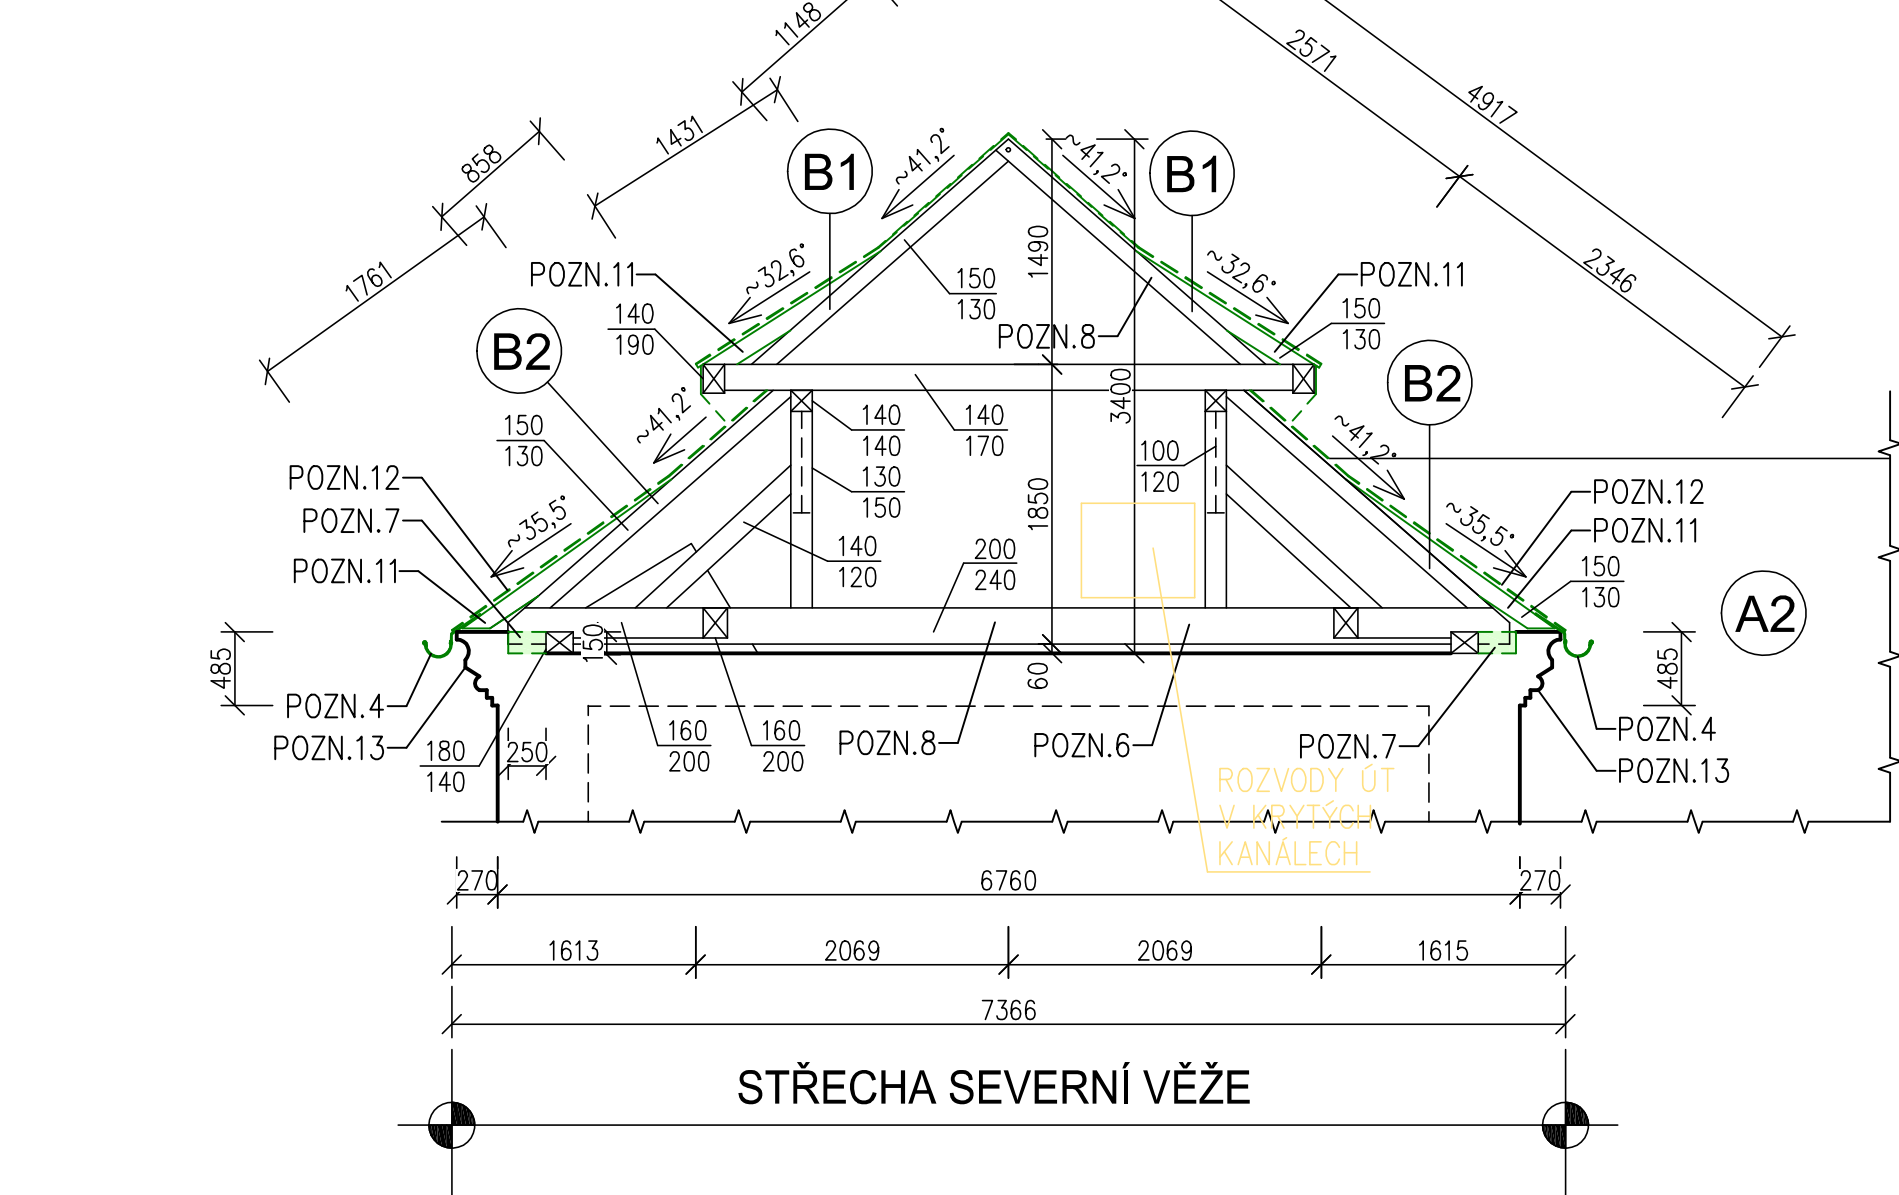 1148
2571
4917
1431
858
B1
~41,2°
~41,2°
B1
1761
POZN.11
~32,6°
150
130
1490
~32,6°
POZN.11
2346
140
190
POZN.8
150
130
B2
B2
3400
150
130
~41,2°
140
140
140
170
100
120
~41,2°
POZN.12
130
150
1850
POZN.12
POZN.7
~35,5°
~35,5°
POZN.11
POZN.11
140
120
200
240
150
130
A2
485
150
60
485
POZN.4
POZN.13
180
140
250
160
200
160
200
POZN.8
POZN.6
POZN.7
POZN.4
POZN.13
ROZVODY ÚT
V KRYTÝCH
KANÁLECH
270
6760
270
1613
2069
2069
1615
7366
STŘECHA SEVERNÍ VĚŽE